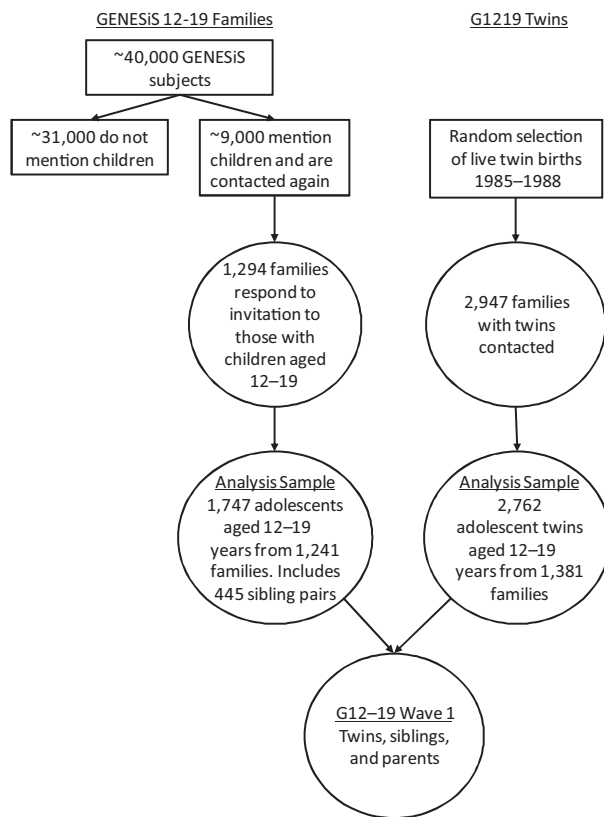 GENESiS 12-19 Families
G1219 Twins
~40,000 GENESiS
subjects
~31,000 do not
mention children
~9,000 mention
children and are
contacted again
Random selection
of live twin births
1985–1988
1,294 families
respond to
invitation to
those with
children aged
12–19
2,947 families
with twins
contacted
Analysis Sample
1,747 adolescents
aged 12–19
years from 1,241
families. Includes
445 sibling pairs
Analysis Sample
2,762
adolescent twins
aged 12–19
years from 1,381
families
G12–19 Wave 1
Twins, siblings,
and parents